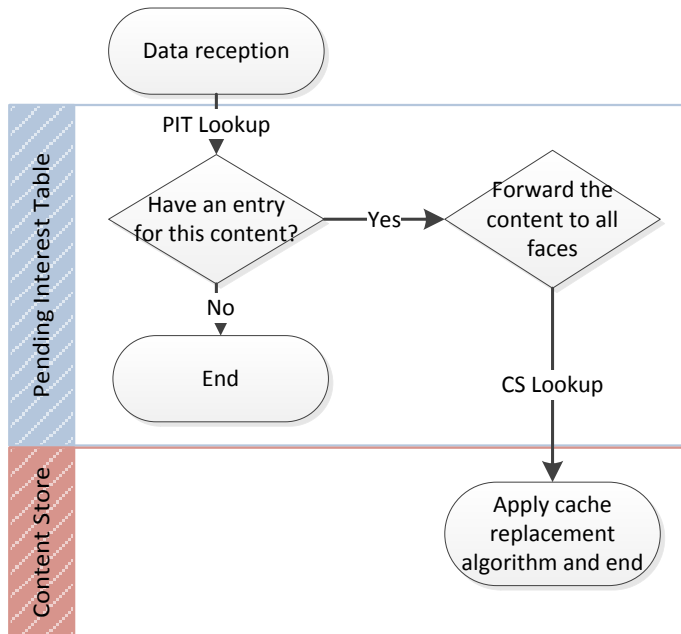 Data reception
Pending Interest Table
PIT Lookup
Have an entry
for this content?
Yes
Forward the
content to all
faces
No
End
CS Lookup
Content Store
Apply cache
replacement
algorithm and end